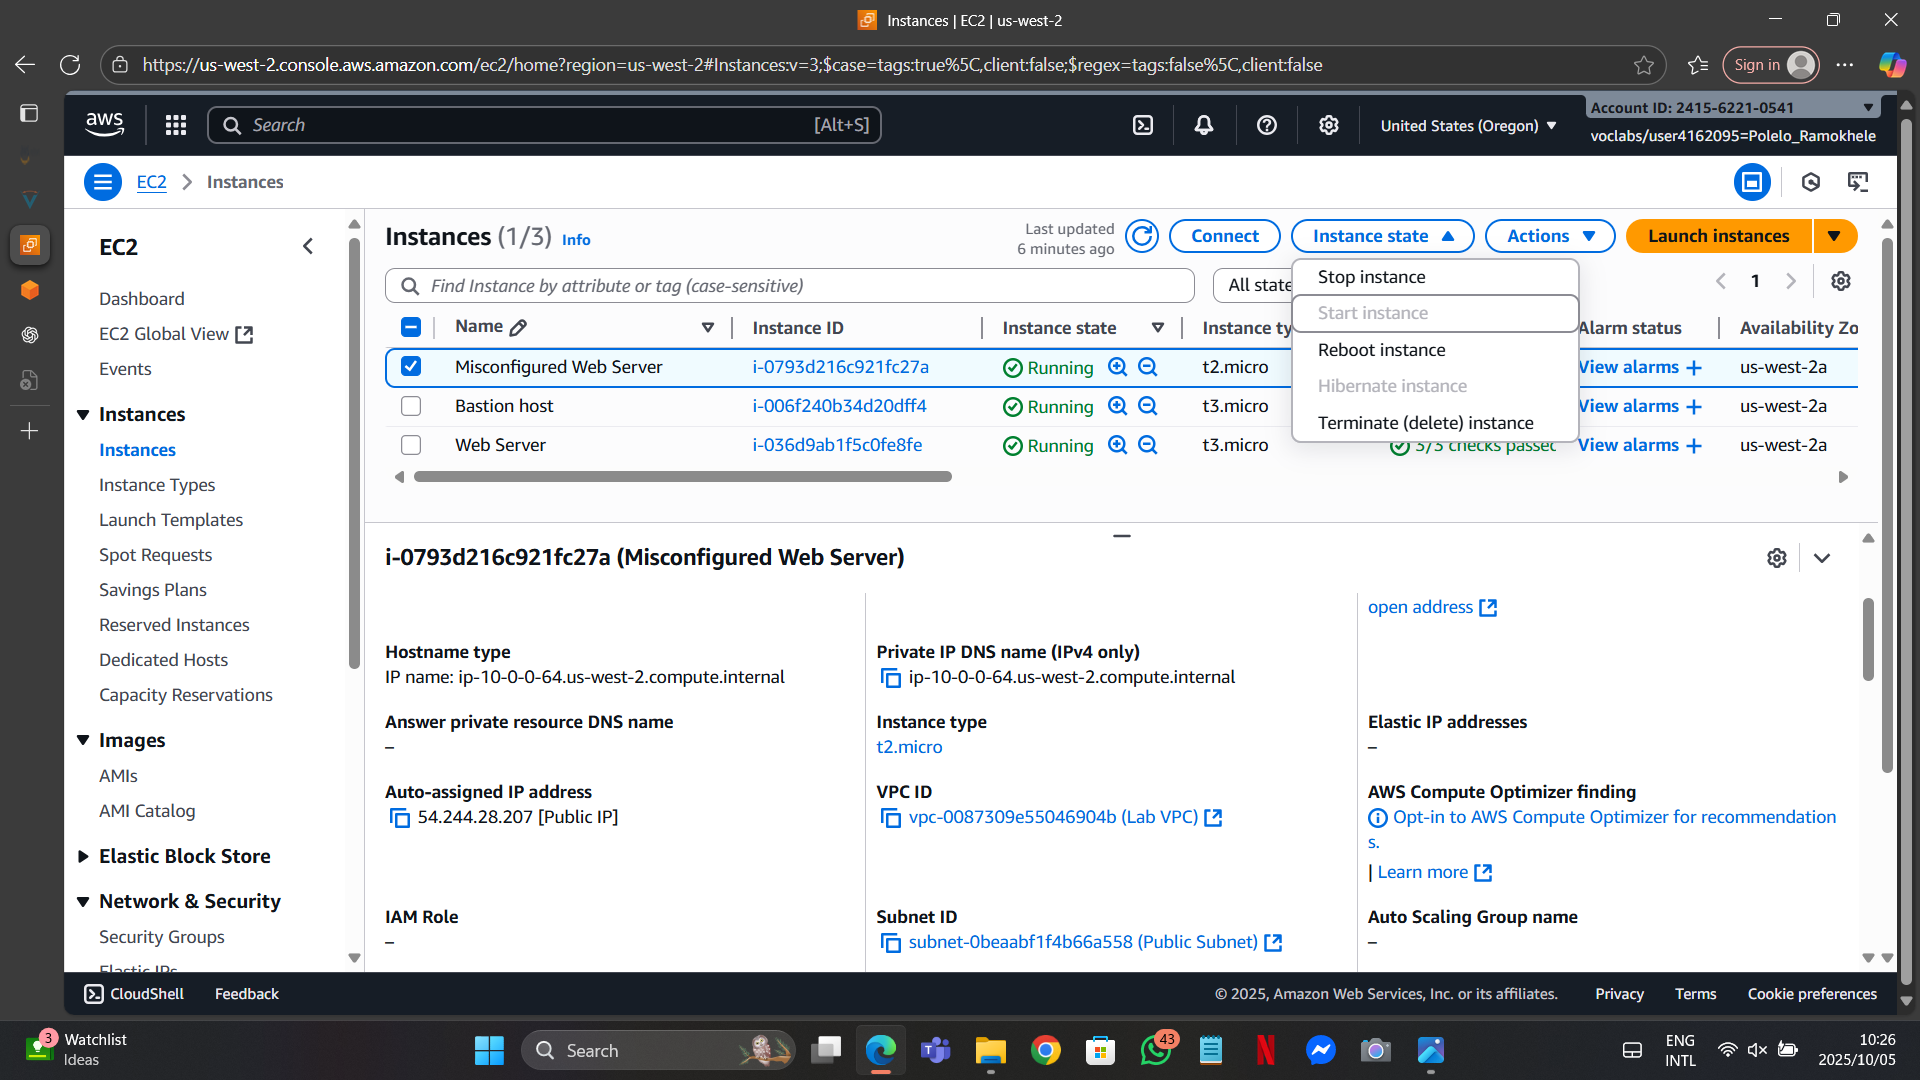 Instances | EC2 | us-west-2
https://us-west-2.console.aws.amazon.com/ec2/home?region=us-west-2#Instances:v=3;$case=tags:true%5C,client:false;$regex=tags:false%5C,client:false
Sign in
aws
Search
[Alt+S]
United States (Oregon)
Account ID: 2415-6221-0541
voclabs/user4162095=Polelo_Ramokhele
EC2
Instances
EC2
Dashboard
EC2 Global View
Events
Instances
Instances
Instance Types
Launch Templates
Spot Requests
Savings Plans
Reserved Instances
Dedicated Hosts
Capacity Reservations
Images
AMIs
AMI Catalog
Elastic Block Store
Network & Security
Security Groups
Elastic IPs
Instances (1/3) Info
Last updated
6 minutes ago
Connect
Instance state
Actions
Launch instances
Find Instance by attribute or tag (case-sensitive)
All state
1
Stop instance
Start instance
Reboot instance
Hibernate instance
Terminate (delete) instance
Name Instance ID Instance state Instance ty Alarm status Availability Zo
Misconfigured Web Server i-0793d216c921fc27a Running t2.micro View alarms + us-west-2a
Bastion host i-006f240b34d20dff4 Running t3.micro View alarms + us-west-2a
Web Server i-036d9ab1f5c0fe8fe Running t3.micro 3/3 checks passec View alarms + us-west-2a
i-0793d216c921fc27a (Misconfigured Web Server)
open address
Hostname type
IP name: ip-10-0-0-64.us-west-2.compute.internal
Private IP DNS name (IPv4 only)
ip-10-0-0-64.us-west-2.compute.internal
Answer private resource DNS name
–
Instance type
t2.micro
Elastic IP addresses
–
Auto-assigned IP address
54.244.28.207 [Public IP]
VPC ID
vpc-0087309e55046904b (Lab VPC)
AWS Compute Optimizer finding
Opt-in to AWS Compute Optimizer for recommendation
s.
| Learn more
IAM Role
–
Subnet ID
subnet-0beaabf1f4b66a558 (Public Subnet)
Auto Scaling Group name
–
CloudShell
Feedback
© 2025, Amazon Web Services, Inc. or its affiliates.
Privacy
Terms
Cookie preferences
3
Watchlist
Ideas
Search
43
ENG
INTL
10:26
2025/10/05